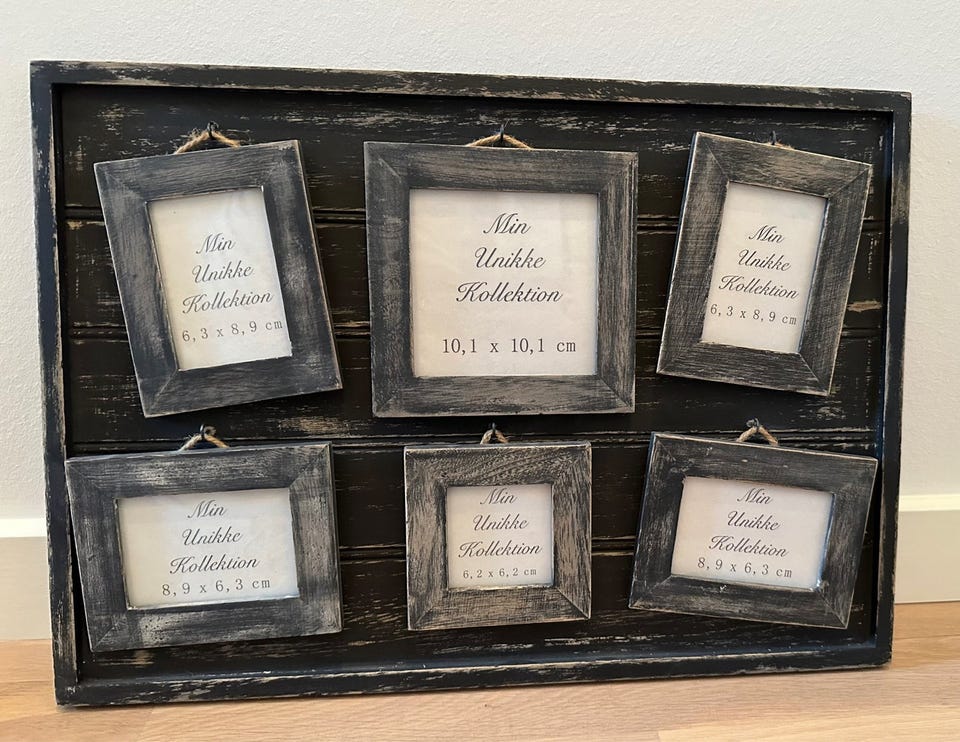 Min
Unikke
Kollektion
6,3 x 8,9 cm
Min
Unikke
Kollektion
10,1 x 10,1 cm
Min
Unikke
Kollektion
6,3 x 8,9 cm
Min
Unikke
Kollektion
8,9 x 6,3 cm
Min
Unikke
Kollektion
6,2 x 6,2 cm
Min
Unikke
Kollektion
8,9 x 6,3 cm